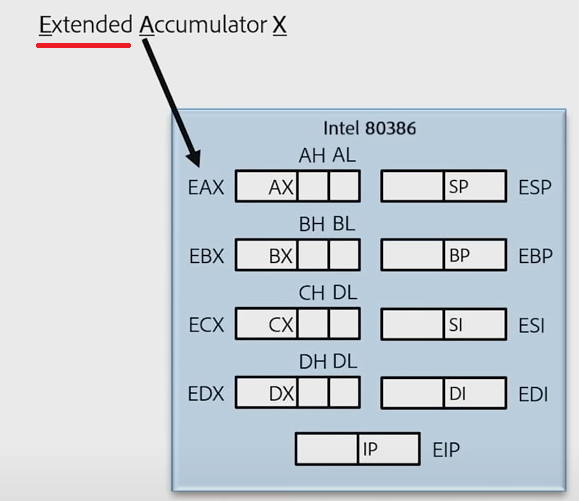 Extended Accumulator X
Intel 80386
AH AL
EAX AX SP ESP
BH BL
EBX BX BP EBP
CH DL
ECX CX SI ESI
DH DL
EDX DX DI EDI
IP EIP